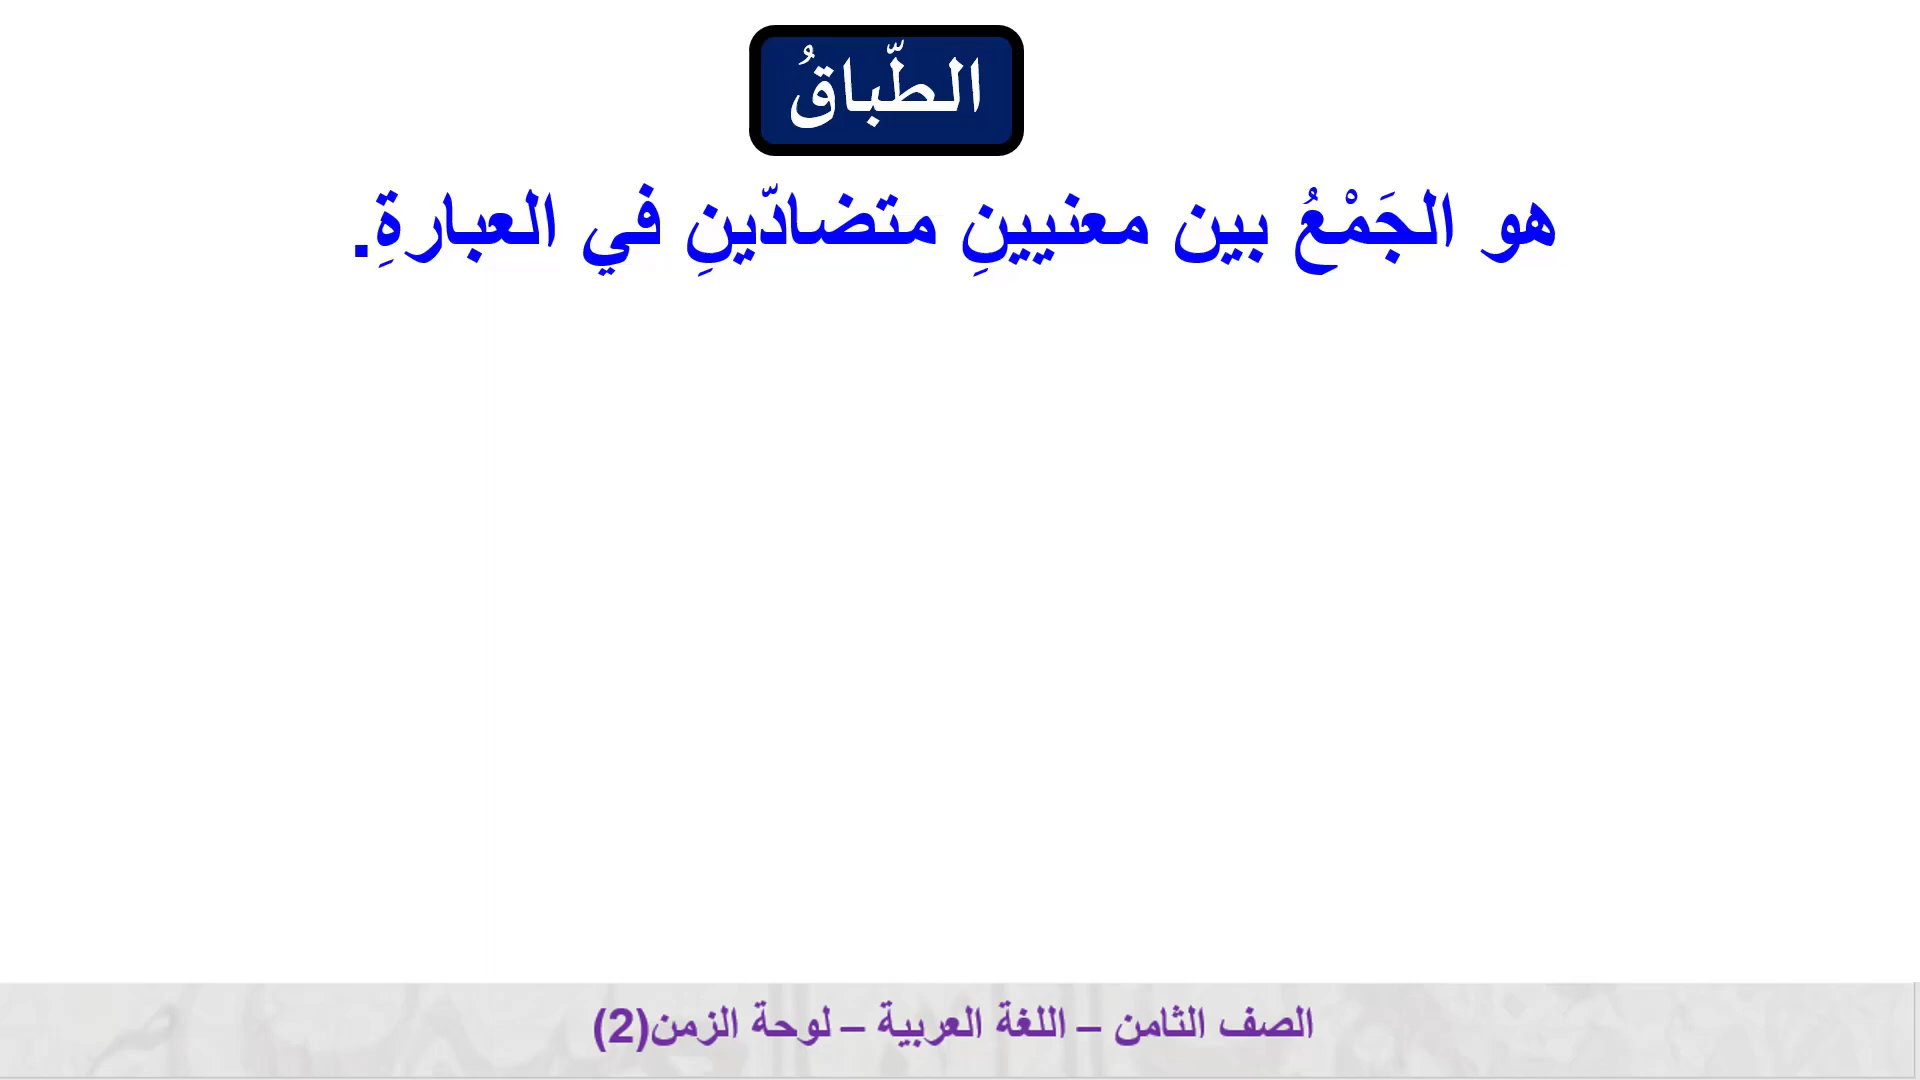 الطّباقُ
هو الجَمْعُ بين معنيينِ متضادّينِ في العبارةِ.
الصف الثامن – اللغة العربية – لوحة الزمن(2)